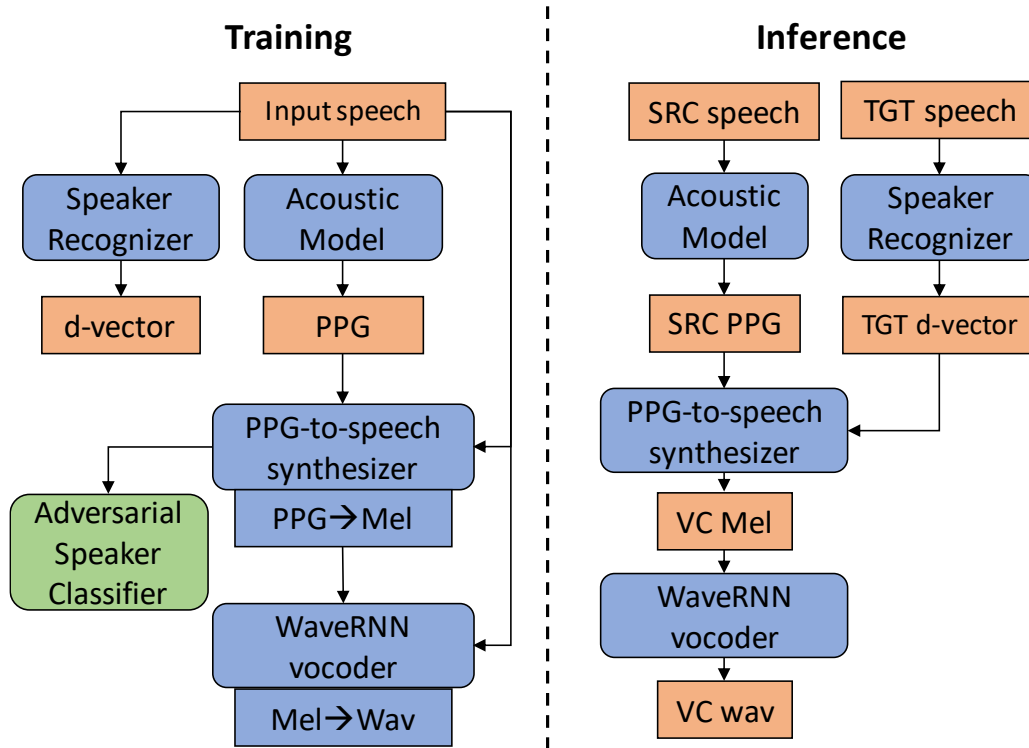 Training
Input speech
Speaker
Recognizer
Acoustic
Model
d-vector
PPG
PPG-to-speech
synthesizer
PPG→Mel
Adversarial
Speaker
Classifier
WaveRNN
vocoder
Mel→Wav
Inference
SRC speech
TGT speech
Acoustic
Model
Speaker
Recognizer
SRC PPG
TGT d-vector
PPG-to-speech
synthesizer
VC Mel
WaveRNN
vocoder
VC wav